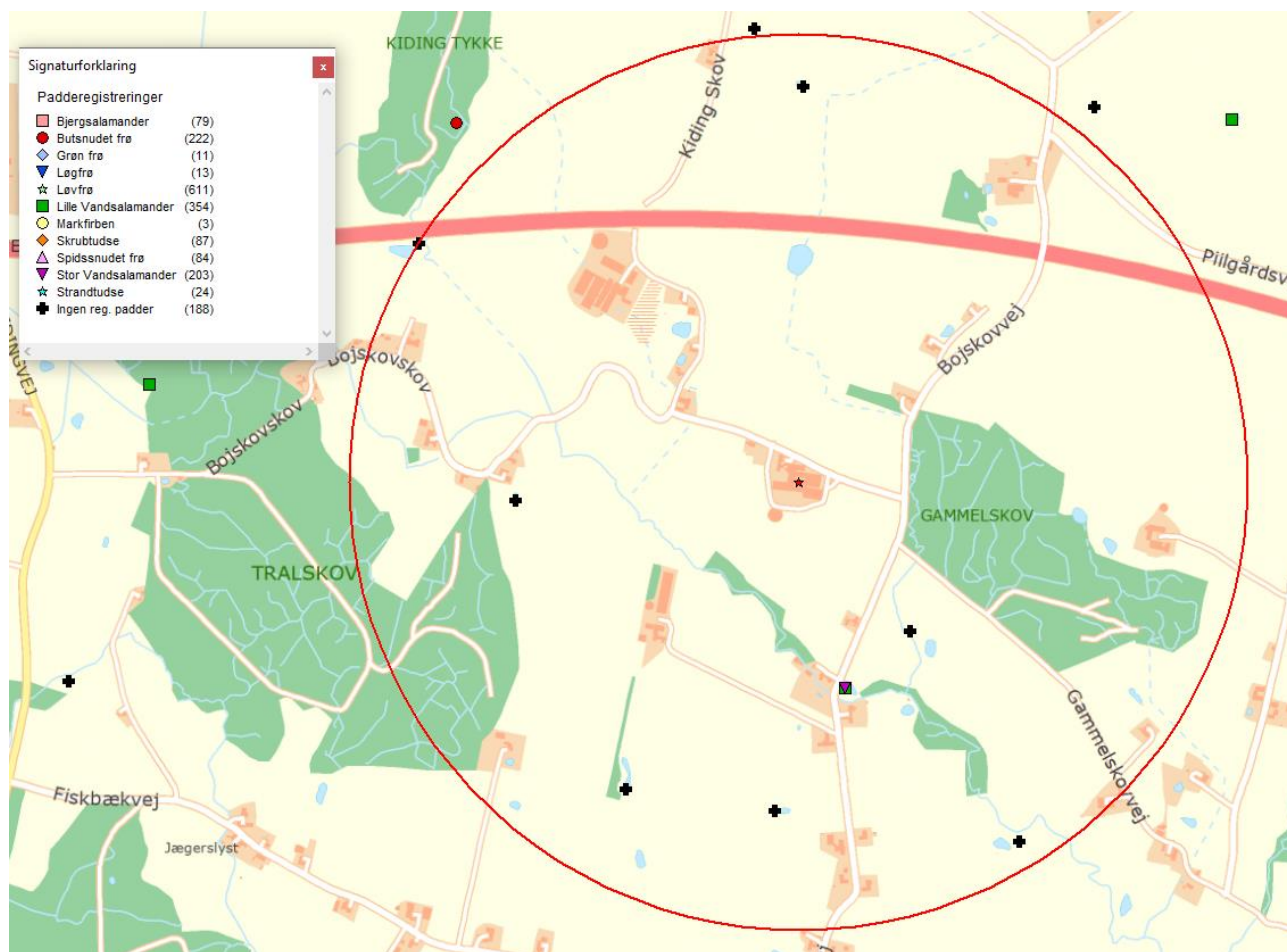 KIDING TYKKE
Signaturforklaring
x
Padderegistreringer
Bjergsalamander (79)
Butsnudet frø (222)
Grøn frø (11)
Løgfrø (13)
Løvfrø (611)
Lille Vandsalamander (354)
Markfirben (3)
Skrubtudse (87)
Spidssnudet frø (84)
Stor Vandsalamander (203)
Strandtudse (24)
Ingen reg. padder (188)
Kiding Skov
E
Piilgårdsv
Bojskovvej
Bojskovskov
Bojskovskov
GAMMELSKOV
TRALSKOV
Gammelskovvej
Fiskbækvej
Jægerslyst